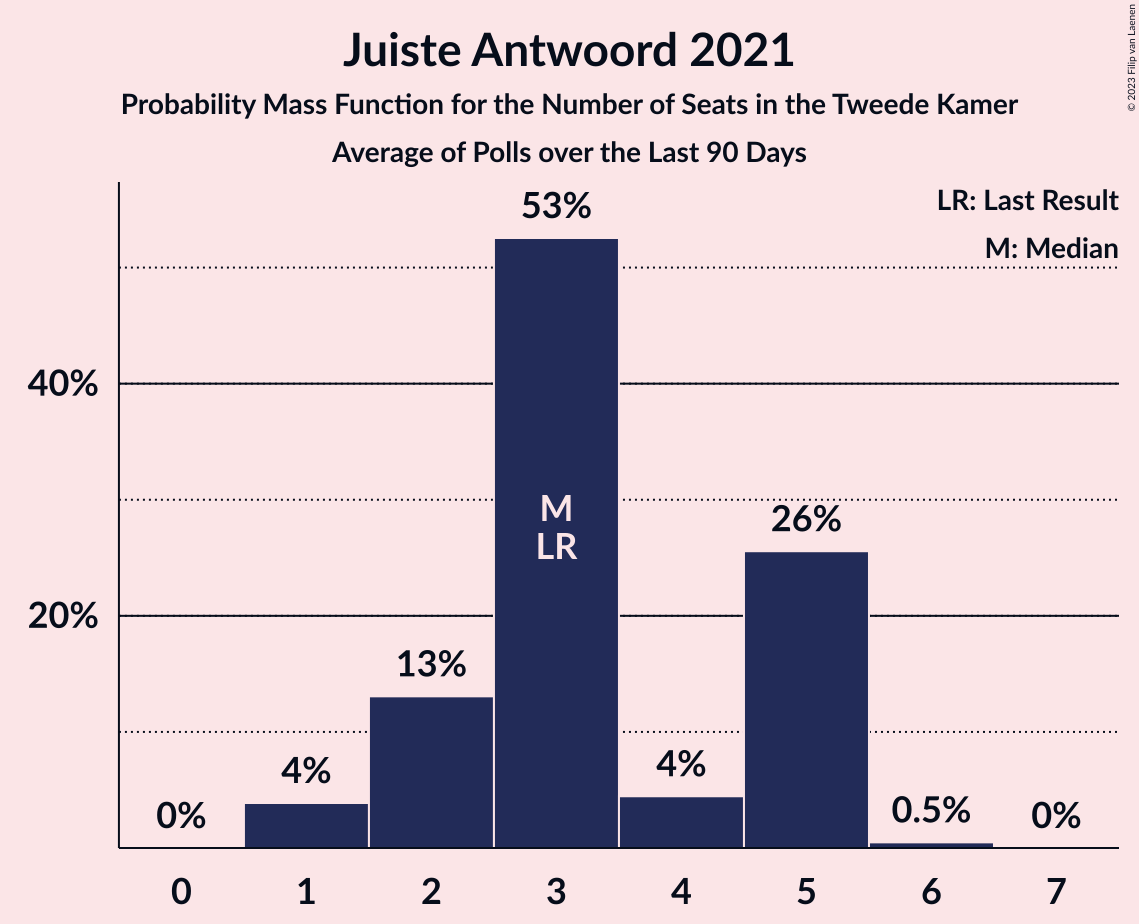 Juiste Antwoord 2021
Probability Mass Function for the Number of Seats in the Tweede Kamer
Average of Polls over the Last 90 Days
© 2023 Filip van Laenen
LR: Last Result
M: Median
53%
40%
M
LR
26%
20%
13%
4%
4%
0%
0.5%
0%
0 1 2 3 4 5 6 7